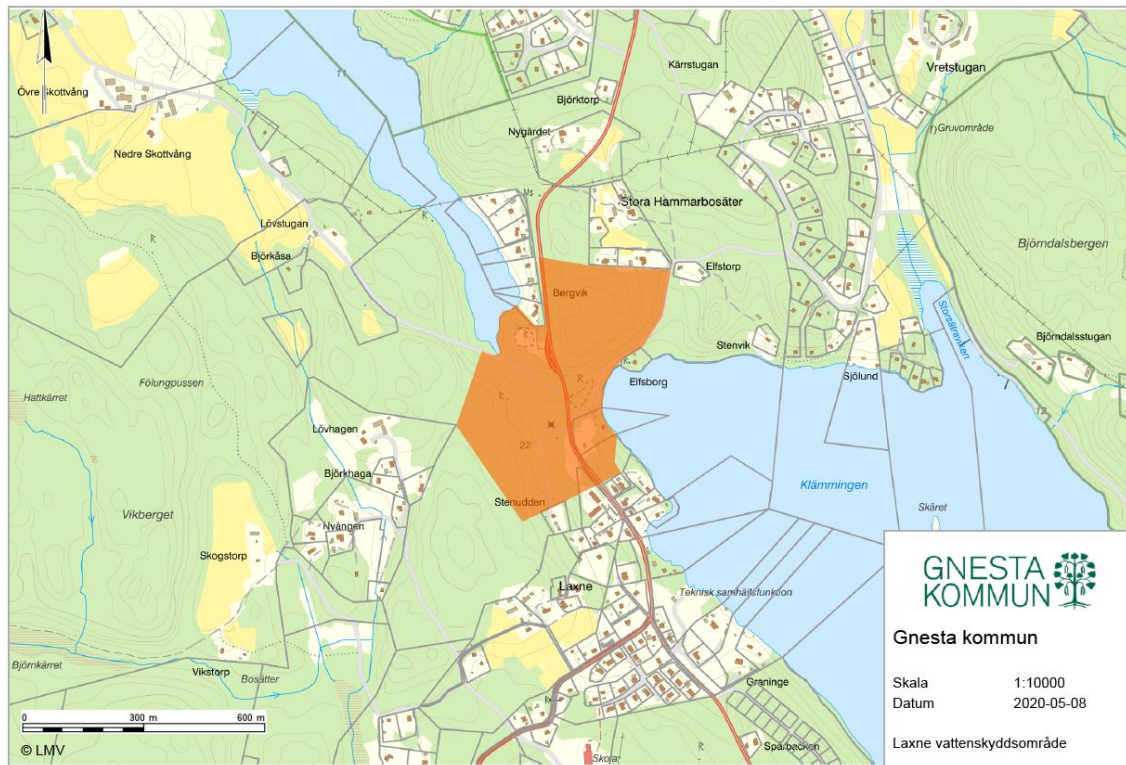 Kärrstugan
Vretstugan
Övre Skottvång
Björktorp
Gruvområde
Nygärdet
Nedre Skottvång
Stora Hammarbosäter
Lövstugan
Björndalsbergen
Björkåsa
Elfstorp
Bergvik
Storsätraviken
Stenvik
Björndalsstugan
Elfsborg
Sjölund
Fölungpussen
Hattkärret
Lövhagen
22
Björkhaga
Klämmingen
Stenudden
Skäret
Vikberget
Nyängen
Skogstorp
Laxne
Teknisk samhällsfunktion
Björnkärret
Vikstorp
Bosätter
Graninge
Sparbacken
Skola
0 300 m 600 m
© LMV
GNESTA
KOMMUN
Gnesta kommun
Skala 1:10000
Datum 2020-05-08
Laxne vattenskyddsområde